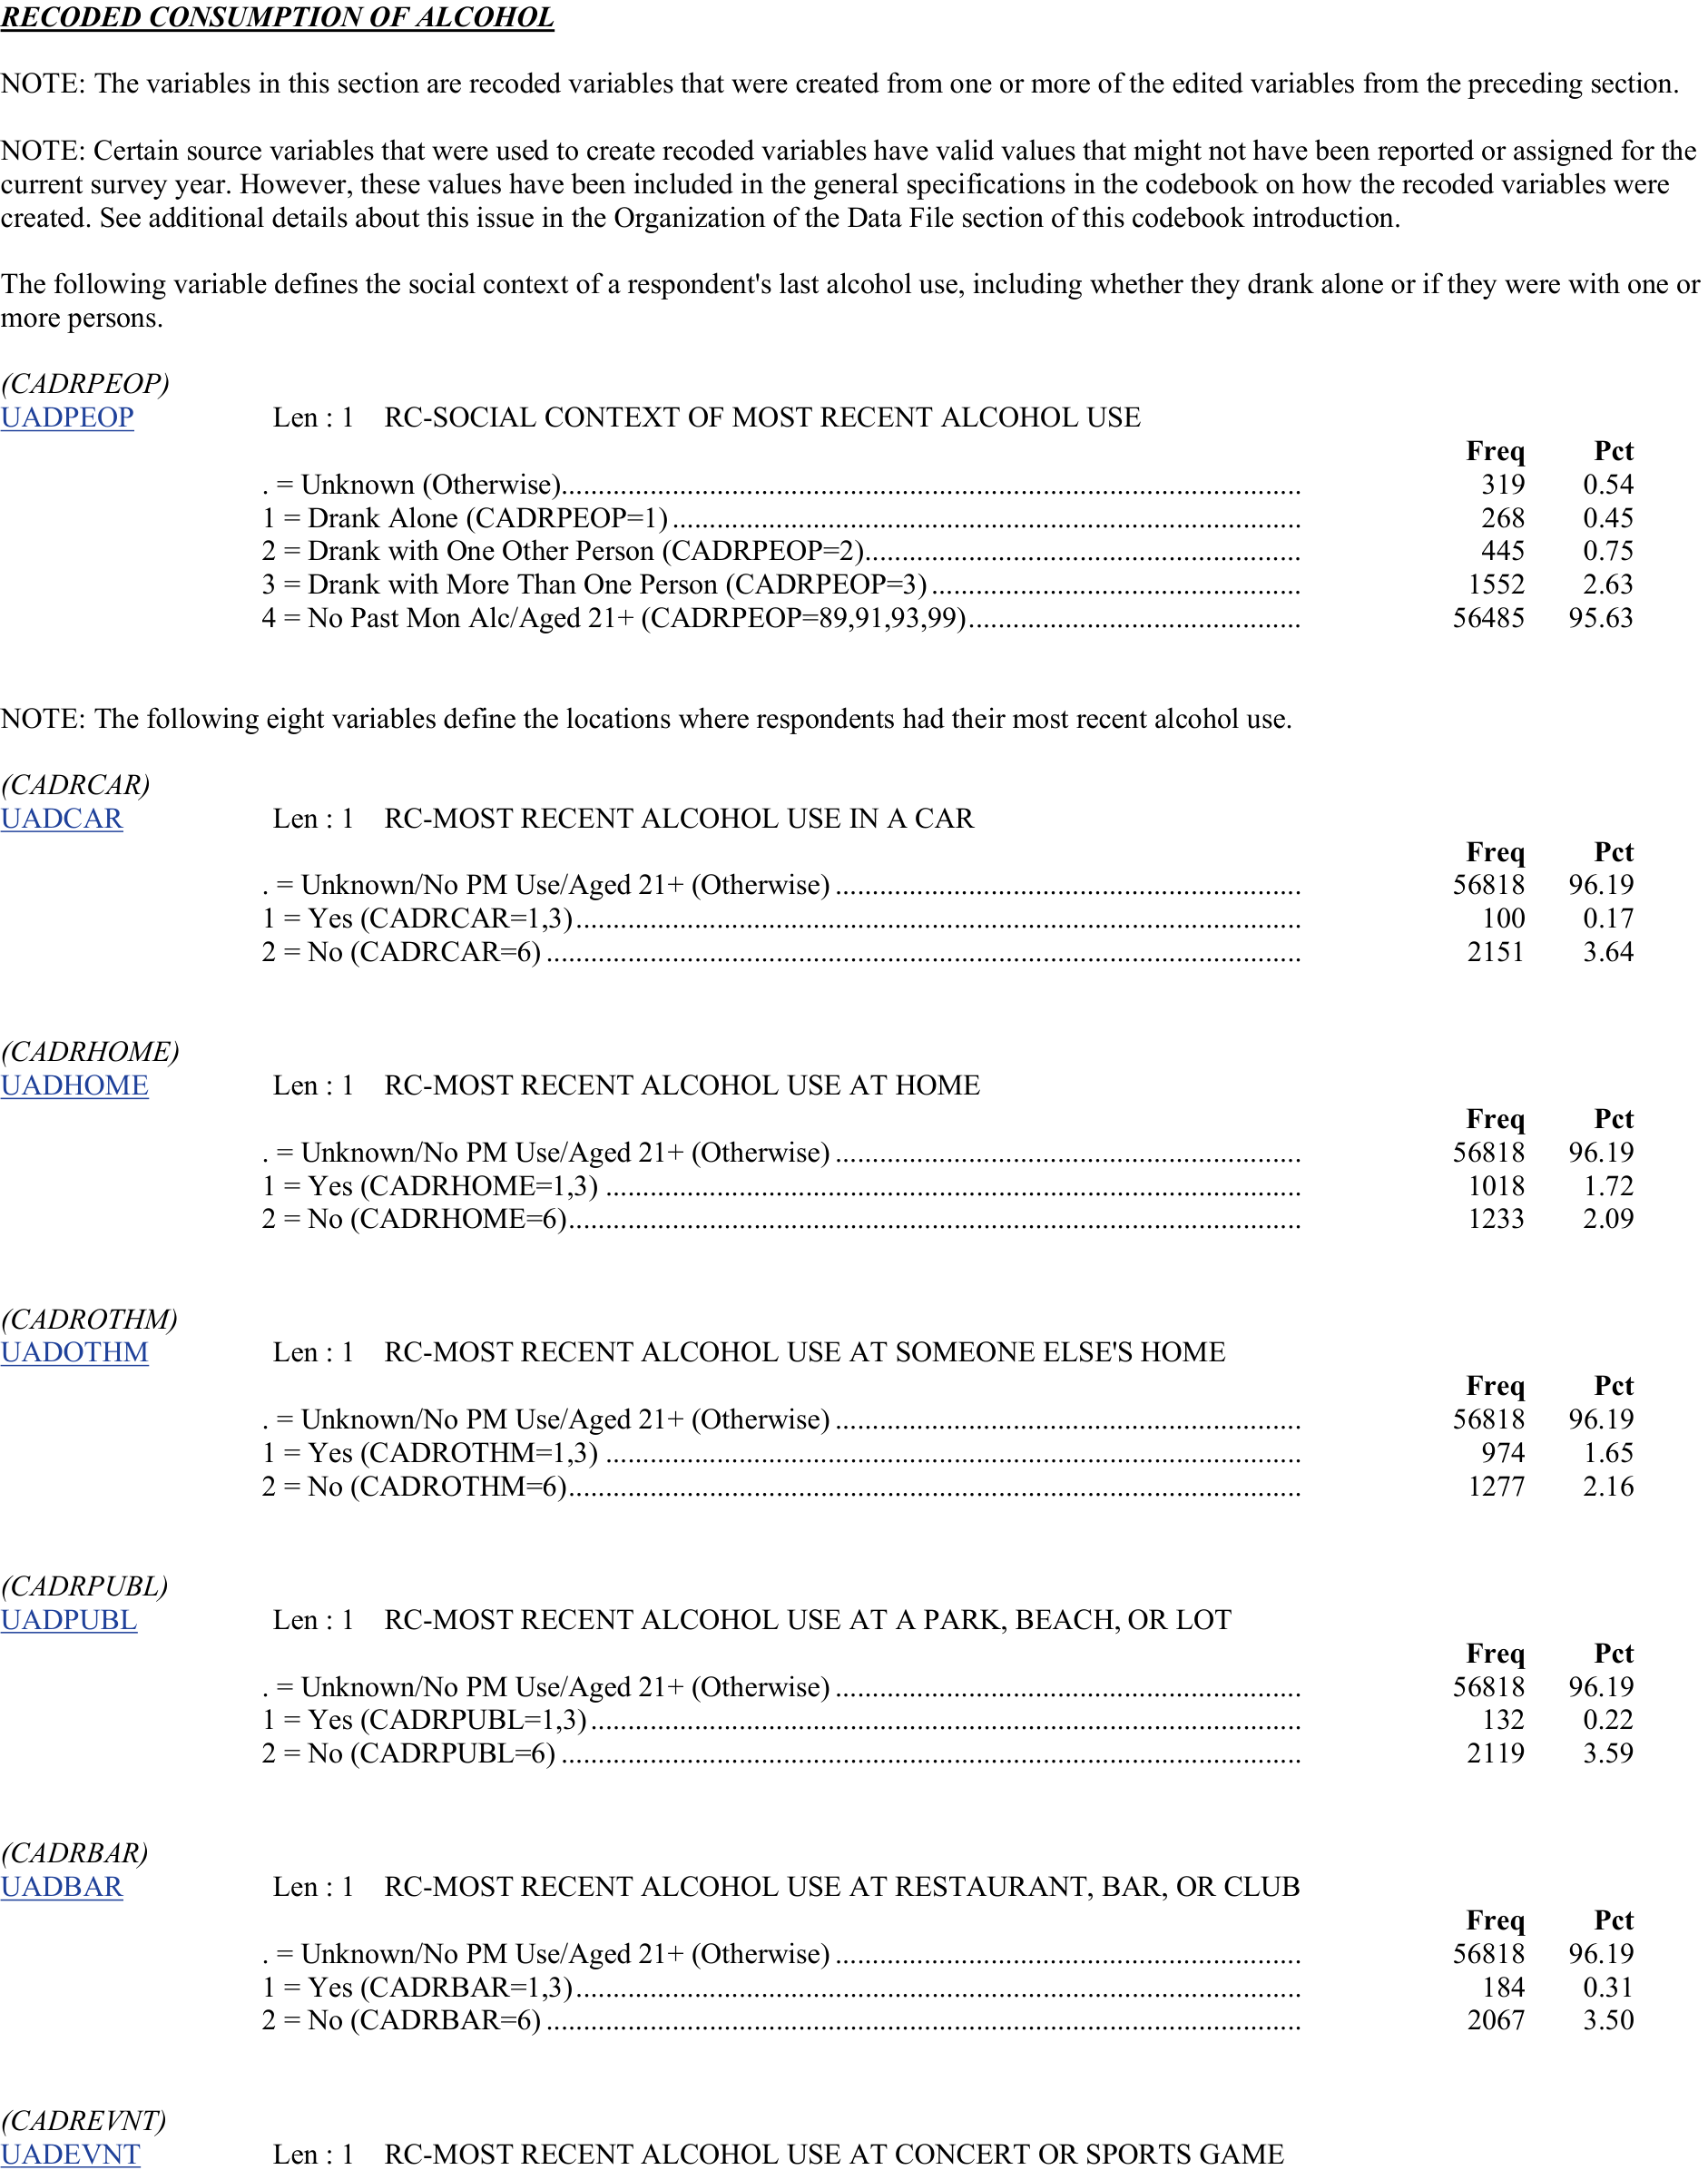 RECODED CONSUMPTION OF ALCOHOL
NOTE: The variables in this section are recoded variables that were created from one or more of the edited variables from the preceding section.
NOTE: Certain source variables that were used to create recoded variables have valid values that might not have been reported or assigned for the
current survey year. However, these values have been included in the general specifications in the codebook on how the recoded variables were
created. See additional details about this issue in the Organization of the Data File section of this codebook introduction.
The following variable defines the social context of a respondent's last alcohol use, including whether they drank alone or if they were with one or
more persons.
(CADRPEOP)
UADPEOP Len : 1 RC-SOCIAL CONTEXT OF MOST RECENT ALCOHOL USE
Freq Pct
. = Unknown (Otherwise).................................................................................................... 319 0.54
1 = Drank Alone (CADRPEOP=1)..................................................................................... 268 0.45
2 = Drank with One Other Person (CADRPEOP=2)........................................................... 445 0.75
3 = Drank with More Than One Person (CADRPEOP=3).................................................. 1552 2.63
4 = No Past Mon Alc/Aged 21+ (CADRPEOP=89,91,93,99)............................................. 56485 95.63
NOTE: The following eight variables define the locations where respondents had their most recent alcohol use.
(CADRCAR)
UADCAR Len : 1 RC-MOST RECENT ALCOHOL USE IN A CAR
Freq Pct
. = Unknown/No PM Use/Aged 21+ (Otherwise)............................................................... 56818 96.19
1 = Yes (CADRCAR=1,3).................................................................................................. 100 0.17
2 = No (CADRCAR=6)...................................................................................................... 2151 3.64
(CADRHOME)
UADHOME Len : 1 RC-MOST RECENT ALCOHOL USE AT HOME
Freq Pct
. = Unknown/No PM Use/Aged 21+ (Otherwise)............................................................... 56818 96.19
1 = Yes (CADRHOME=1,3).............................................................................................. 1018 1.72
2 = No (CADRHOME=6)................................................................................................... 1233 2.09
(CADROTHM)
UADOTHM Len : 1 RC-MOST RECENT ALCOHOL USE AT SOMEONE ELSE'S HOME
Freq Pct
. = Unknown/No PM Use/Aged 21+ (Otherwise)............................................................... 56818 96.19
1 = Yes (CADROTHM=1,3).............................................................................................. 974 1.65
2 = No (CADROTHM=6)................................................................................................... 1277 2.16
(CADRPUBL)
UADPUBL Len : 1 RC-MOST RECENT ALCOHOL USE AT A PARK, BEACH, OR LOT
Freq Pct
. = Unknown/No PM Use/Aged 21+ (Otherwise)............................................................... 56818 96.19
1 = Yes (CADRPUBL=1,3)................................................................................................ 132 0.22
2 = No (CADRPUBL=6).................................................................................................... 2119 3.59
(CADRBAR)
UADBAR Len : 1 RC-MOST RECENT ALCOHOL USE AT RESTAURANT, BAR, OR CLUB
Freq Pct
. = Unknown/No PM Use/Aged 21+ (Otherwise)............................................................... 56818 96.19
1 = Yes (CADRBAR=1,3).................................................................................................. 184 0.31
2 = No (CADRBAR=6)...................................................................................................... 2067 3.50
(CADREVNT)
UADEVNT Len : 1 RC-MOST RECENT ALCOHOL USE AT CONCERT OR SPORTS GAME